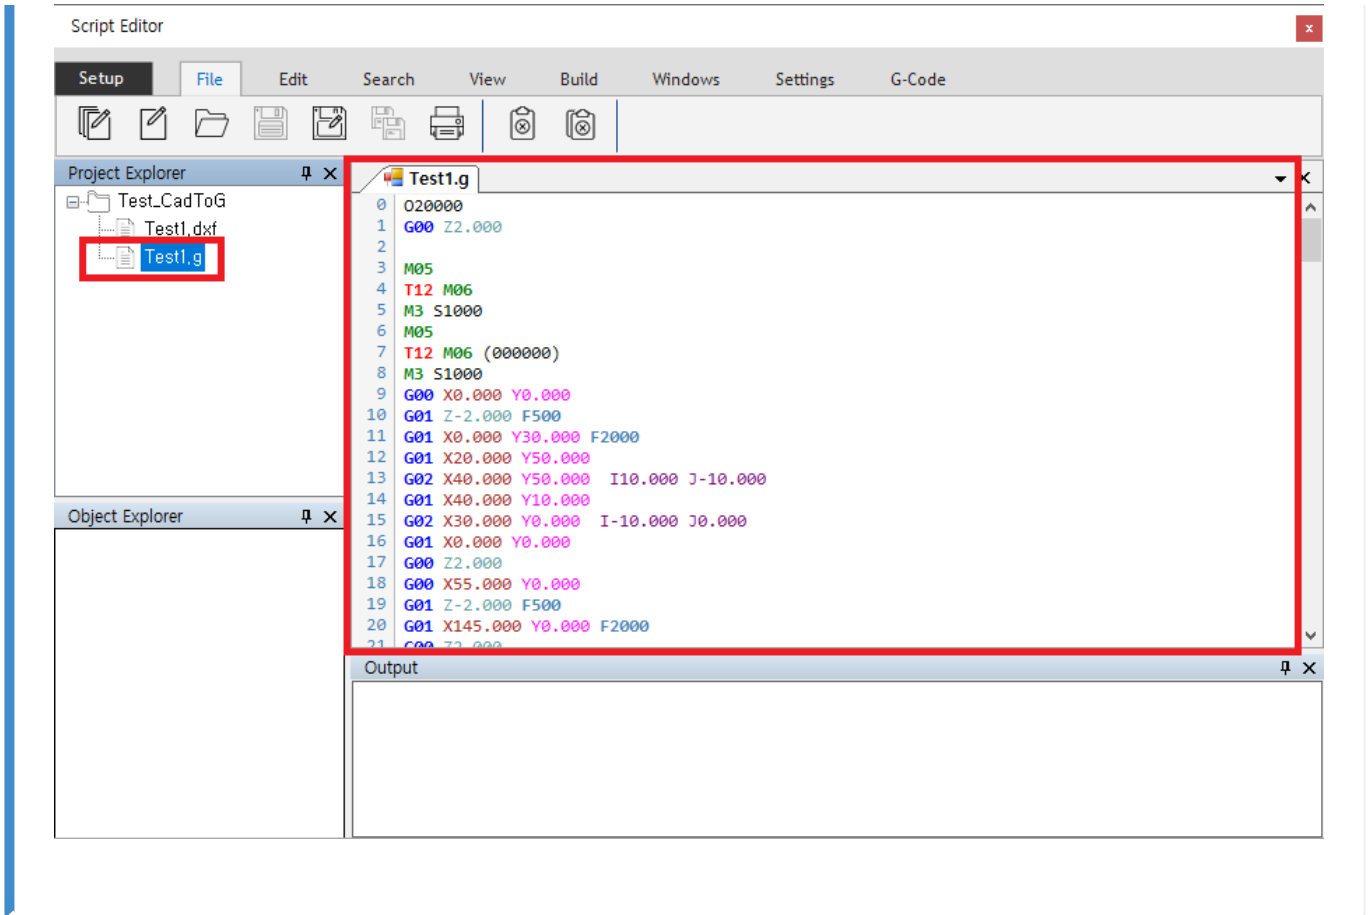 Script Editor
x
Setup File Edit Search View Build Windows Settings G-Code
Project Explorer
Test_CadToG
Test1,dxf
Test1,g
Object Explorer
Test1.g
0 O20000
1 G00 Z2.000
2
3 M05
4 T12 M06
5 M3 S1000
6 M05
7 T12 M06 (000000)
8 M3 S1000
9 G00 X0.000 Y0.000
10 G01 Z-2.000 F500
11 G01 X0.000 Y30.000 F2000
12 G01 X20.000 Y50.000
13 G02 X40.000 Y50.000 I10.000 J-10.000
14 G01 X40.000 Y10.000
15 G02 X30.000 Y0.000 I-10.000 J0.000
16 G01 X0.000 Y0.000
17 G00 Z2.000
18 G00 X55.000 Y0.000
19 G01 Z-2.000 F500
20 G01 X145.000 Y0.000 F2000
21 G00 Z2.000
Output